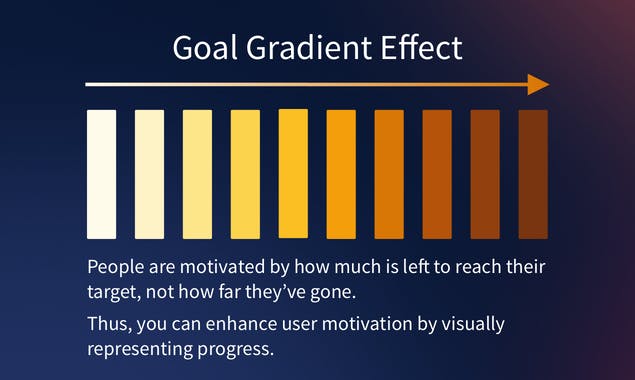 Goal Gradient Effect
People are motivated by how much is left to reach their
target, not how far they’ve gone.
Thus, you can enhance user motivation by visually
representing progress.